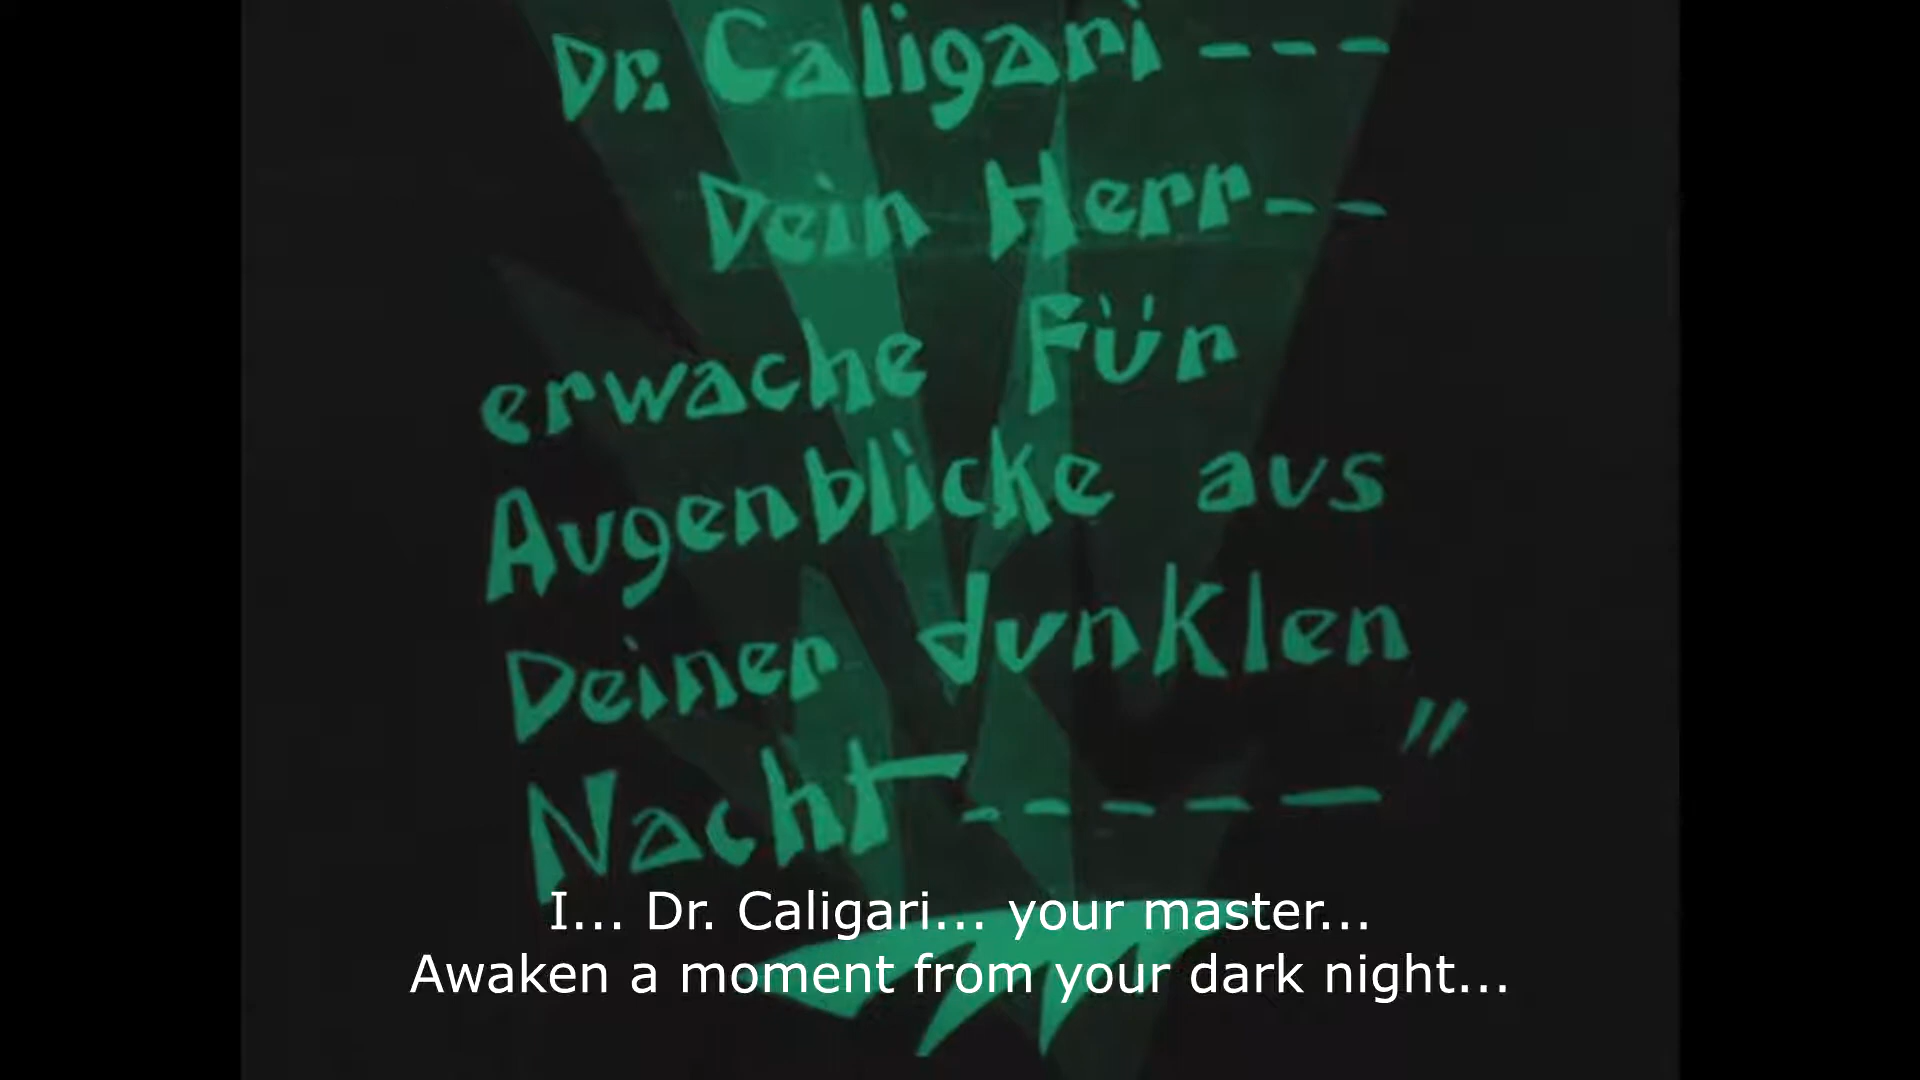 Dr. Caligari ---
Dein Herr--
erwache Für
Augenblicke aus
Deiner dunklen
Nacht-----"
I... Dr. Caligari... your master...
Awaken a moment from your dark night...